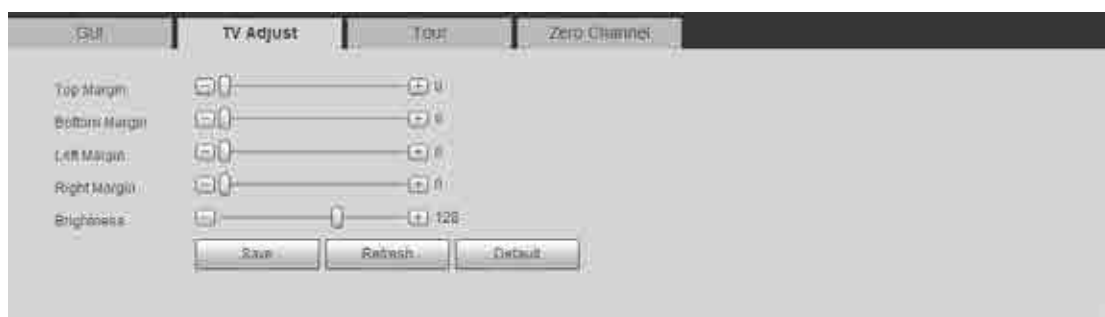 GUI TV Adjust Tour Zero Channel
Top Margin 0
Bottom Margin 0
Left Margin 0
Right Margin 0
Brightness 128
Save Refresh Default